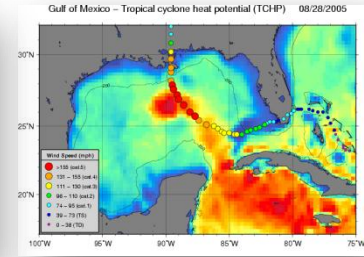 Gulf of Mexico – Tropical cyclone heat potential (TCHP) 08/28/2005
30°N
25°N
20°N
Wind Speed (mph)
>155 (cat.5)
131 – 155 (cat.4)
111 – 130 (cat.3)
96 – 110 (cat.2)
74 – 95 (cat.1)
39 – 73 (TS)
0 – 38 (TD)
100°W 95°W 90°W 85°W 80°W 75°W